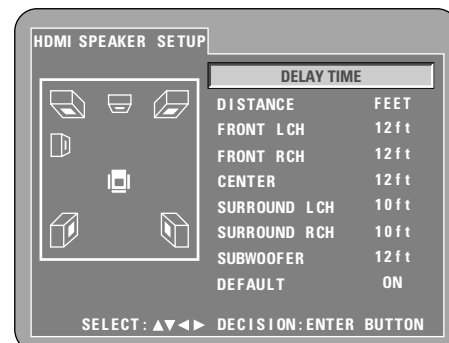 HDMI SPEAKER SETUP
DELAY TIME
DISTANCE FEET
FRONT LCH 12ft
FRONT RCH 12ft
CENTER 12ft
SURROUND LCH 10ft
SURROUND RCH 10ft
SUBWOOFER 12ft
DEFAULT ON
SELECT:▲▼◀▶ DECISION:ENTER BUTTON